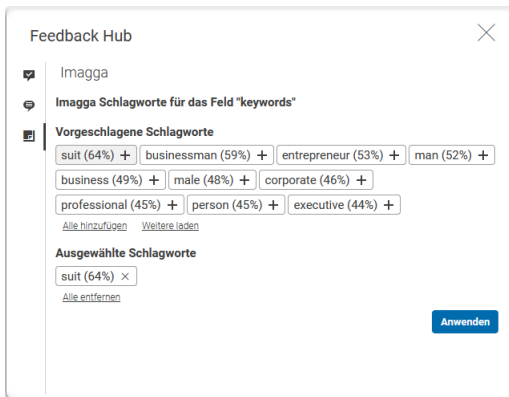 Feedback Hub
Imagga
Imagga Schlagworte für das Feld "keywords"
Vorgeschlagene Schlagworte
suit (64%) + businessman (59%) + entrepreneur (53%) + man (52%) +
business (49%) + male (48%) + corporate (46%) +
professional (45%) + person (45%) + executive (44%) +
Alle hinzufügen Weitere laden
Ausgewählte Schlagworte
suit (64%) ×
Alle entfernen
Anwenden